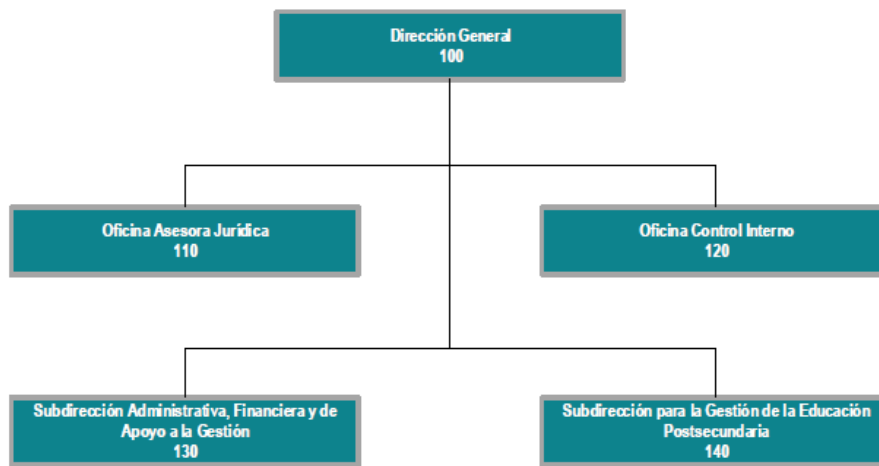 Dirección General
100
Oficina Asesora Jurídica
110
Oficina Control Interno
120
Subdirección Administrativa, Financiera y de
Apoyo a la Gestión
130
Subdirección para la Gestión de la Educación
Postsecundaria
140